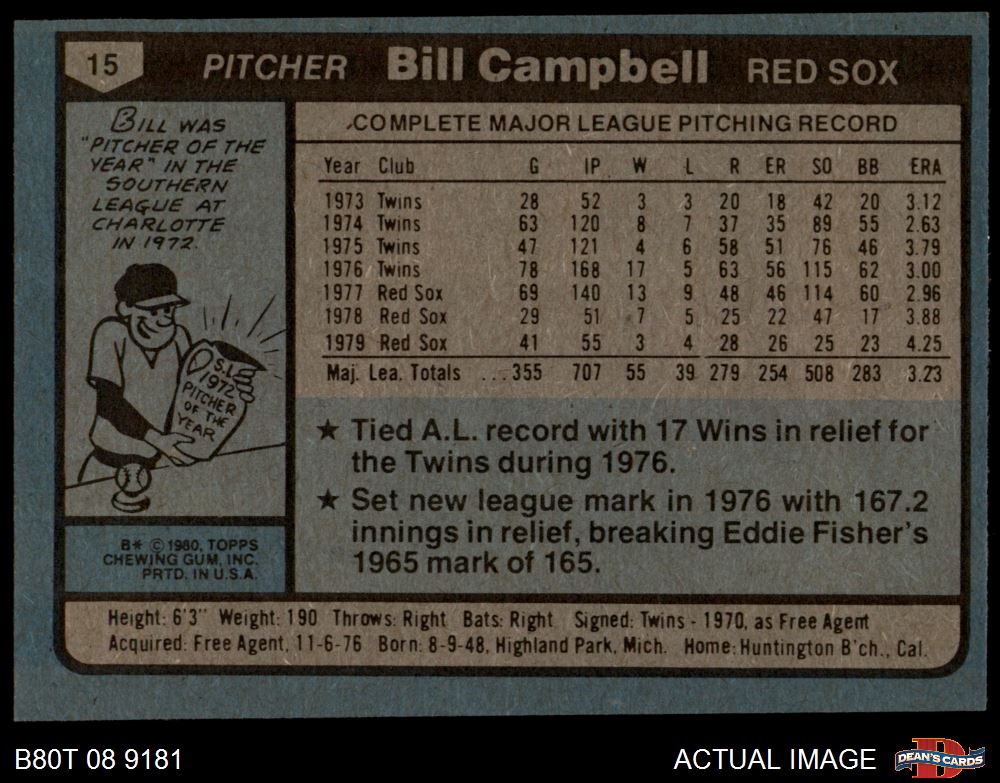 15 PITCHER Bill Campbell RED SOX
BILL WAS
"PITCHER OF THE
YEAR" IN THE
SOUTHERN
LEAGUE AT
CHARLOTTE
IN 1972.
S.L.
1972
PITCHER
OF THE
YEAR
B* © 1980, TOPPS
CHEWING GUM, INC.
PRTD. IN U.S.A.
COMPLETE MAJOR LEAGUE PITCHING RECORD
Year Club G IP W L R ER SO BB ERA
1973 Twins 28 52 3 3 20 18 42 20 3.12
1974 Twins 63 120 8 7 37 35 89 55 2.63
1975 Twins 47 121 4 6 58 51 76 46 3.79
1976 Twins 78 168 17 5 63 56 115 62 3.00
1977 Red Sox 69 140 13 9 48 46 114 60 2.96
1978 Red Sox 29 51 7 5 25 22 47 17 3.88
1979 Red Sox 41 55 3 4 28 26 25 23 4.25
Maj. Lea. Totals ...355 707 55 39 279 254 508 283 3.23
★ Tied A.L. record with 17 Wins in relief for
the Twins during 1976.
★ Set new league mark in 1976 with 167.2
innings in relief, breaking Eddie Fisher's
1965 mark of 165.
Height: 6'3" Weight: 190 Throws: Right Bats: Right Signed: Twins - 1970, as Free Agent
Acquired: Free Agent, 11-6-76 Born: 8-9-48, Highland Park, Mich. Home: Huntington B'ch., Cal.
B80T 08 9181 ACTUAL IMAGE D DEAN'S CARDS